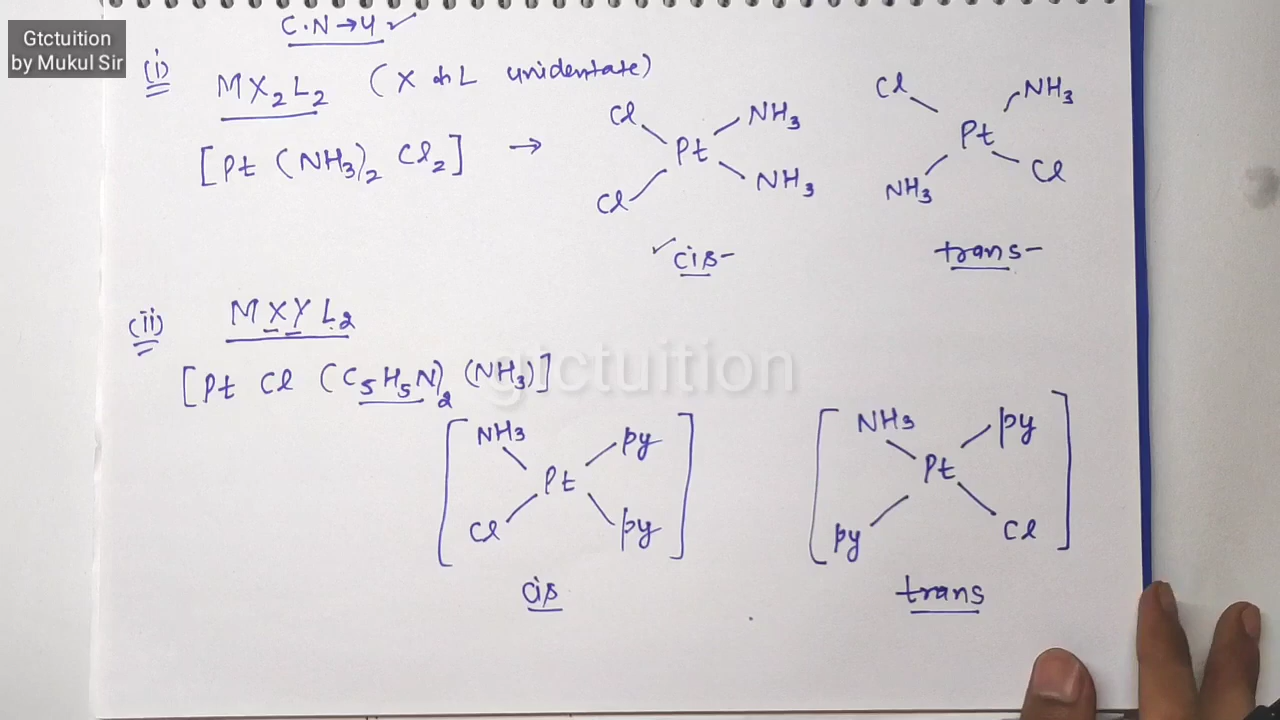 Gtctuition
by Mukul Sir
C.N→4 ✓
(i) MX₂L₂ (X & L unidentate)
[Pt (NH₃)₂ Cl₂] →
Cl NH₃
Pt
Cl NH₃
✓cis-
Cl NH₃
Pt
NH₃ Cl
trans-
(ii) MXYL₂
[Pt Cl (C₅H₅N)₂ (NH₃)]
gtctuition
NH₃ py
Pt
Cl py
cis
NH₃ py
Pt
py Cl
trans